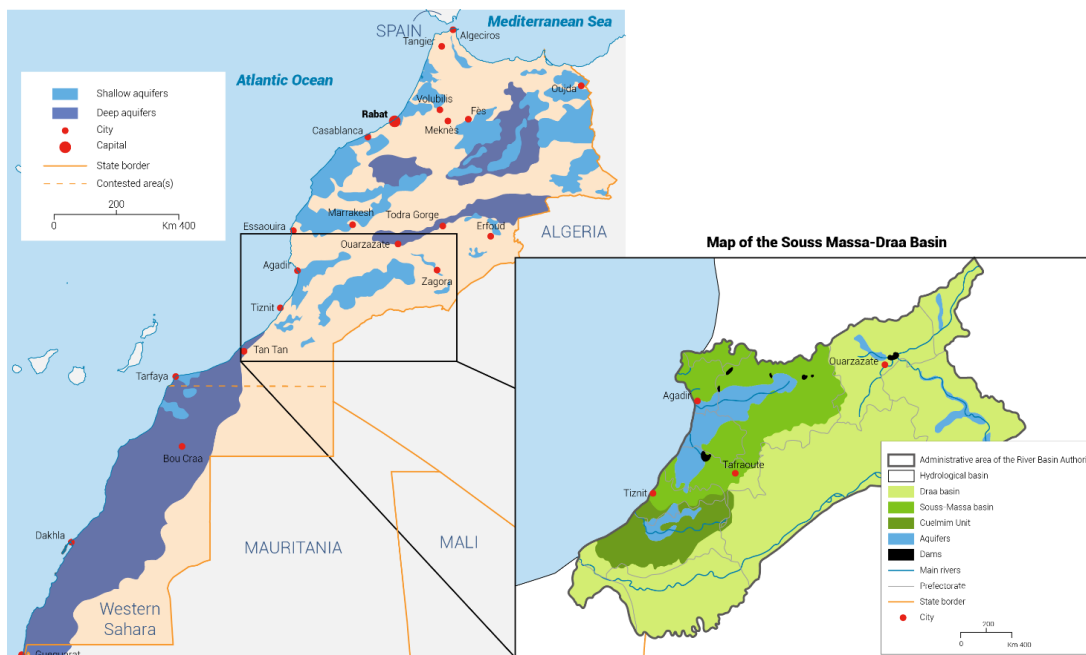 SPAIN
Mediterranean Sea
Algeciros
Tangier
Atlantic Ocean
Shallow aquifers
Deep aquifers
City
Capital
State border
Contested area(s)
200
0
Km 400
Oujda
Volubilis
Rabat
Fès
Meknès
Casablanca
Marrakesh
Todra Gorge
Essaouira
Erfoud
ALGERIA
Ouarzazate
Agadir
Zagora
Tiznit
Tan Tan
Tarfaya
Bou Craa
Dakhla
MAURITANIA
MALI
Western
Sahara
Map of the Souss Massa-Draa Basin
Ouarzazate
Agadir
Tafraoute
Tiznit
Administrative area of the River Basin Authori
Hydrological basin
Draa basin
Souss-Massa basin
Cuelmim Unit
Aquifers
Dams
Main rivers
Prefectorate
State border
City
200
0
Km 400